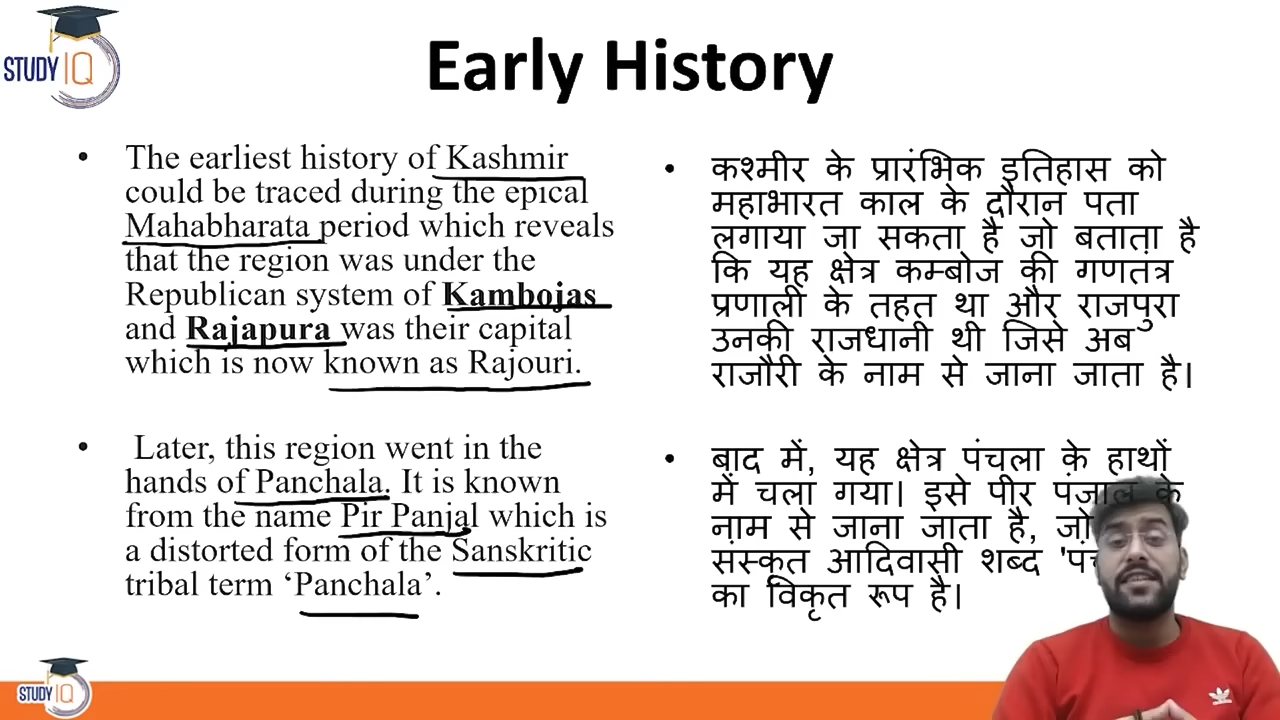 STUDY IQ
Early History
• The earliest history of Kashmir
could be traced during the epical
Mahabharata period which reveals
that the region was under the
Republican system of Kambojas
and Rajapura was their capital
which is now known as Rajouri.
• Later, this region went in the
hands of Panchala. It is known
from the name Pir Panjal which is
a distorted form of the Sanskritic
tribal term ‘Panchala’.
• कश्मीर के प्रारंभिक इतिहास को
महाभारत काल के दौरान पता
लगाया जा सकता है जो बताता है
कि यह क्षेत्र कम्बोज की गणतंत्र
प्रणाली के तहत था और राजपुरा
उनकी राजधानी थी जिसे अब
राजौरी के नाम से जाना जाता है।
• बाद में, यह क्षेत्र पंचला के हाथों
में चला गया। इसे पीर पंजाल के
नाम से जाना जाता है, जो
संस्कृत आदिवासी शब्द
का विकृत रूप है।
STUDY IQ